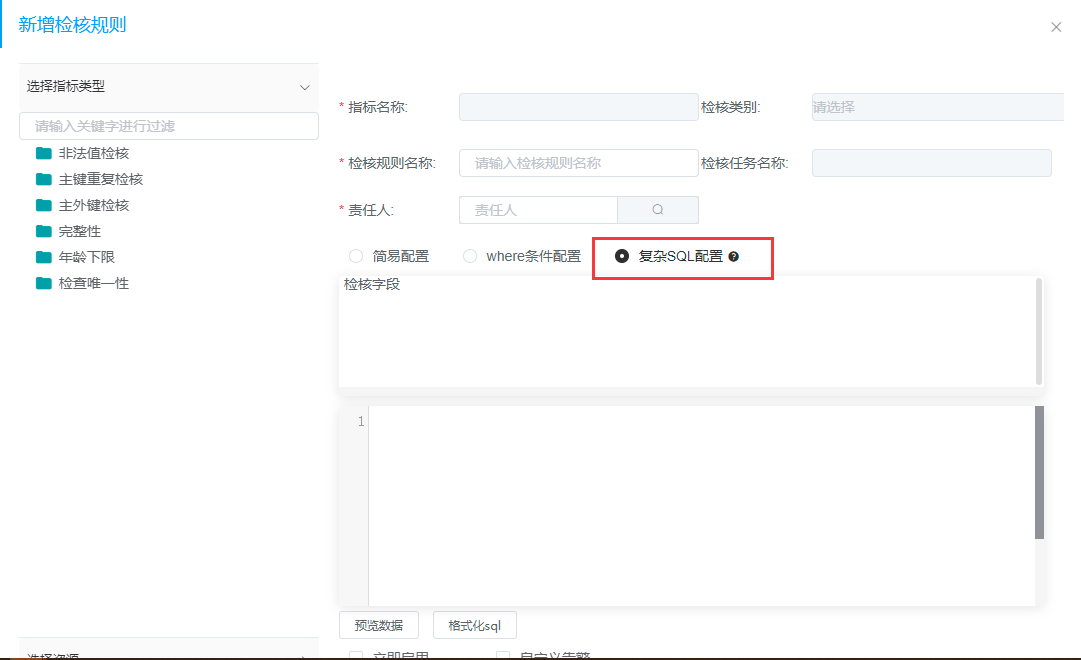 新增检核规则
选择指标类型
请输入关键字进行过滤
非法值检核
主键重复检核
主外键检核
完整性
年龄下限
检查唯一性
选择资源
* 指标名称: 检核类别: 请选择
* 检核规则名称: 请输入检核规则名称 检核任务名称:
* 责任人: 责任人
简易配置 where条件配置 复杂SQL配置
检核字段
1
预览数据 格式化sql
立即启用 自定义告警